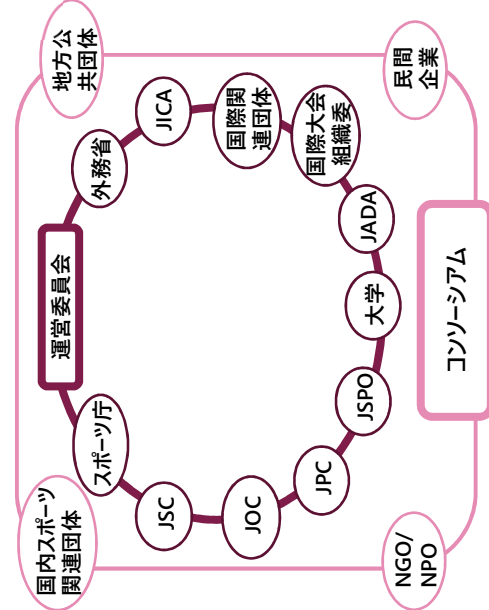 運営委員会
スポーツ庁
外務省
JSC
JICA
JOC
国際関
連団体
JPC
国際大会
組織委
JSPO
JADA
大学
国内スポーツ
関連団体
地方公
共団体
NGO/
NPO
民間
企業
コンソーシアム